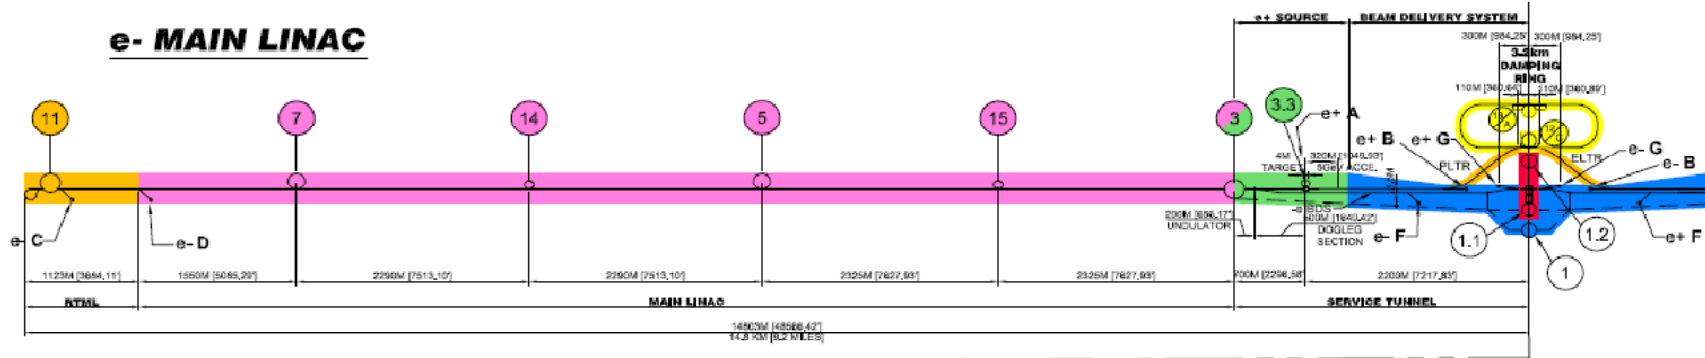 e+ SOURCE
BEAM DELIVERY SYSTEM
e- MAIN LINAC
300M [984.25'
300M [984.25']
3.2km
DAMPING
RING
11
7
14
5
15
3
3.3
e+ A
e+ B
e+ G
e- G
e- B
PLTR
ELTR
4M
TARGET
e- C
e- D
200M [656.17'
UNDULATOR
DOGLEG
SECTION
e- F
1.1
1.2
e+ F
1
1123M [3684.11']
1550M [5085.29']
2290M [7513.10']
2290M [7513.10']
2325M [7627.93']
2325M [7627.93']
700M [2296.58'
2200M [7217.83']
RTML
MAIN LINAC
SERVICE TUNNEL
14.8 KM [9.2 MILES]